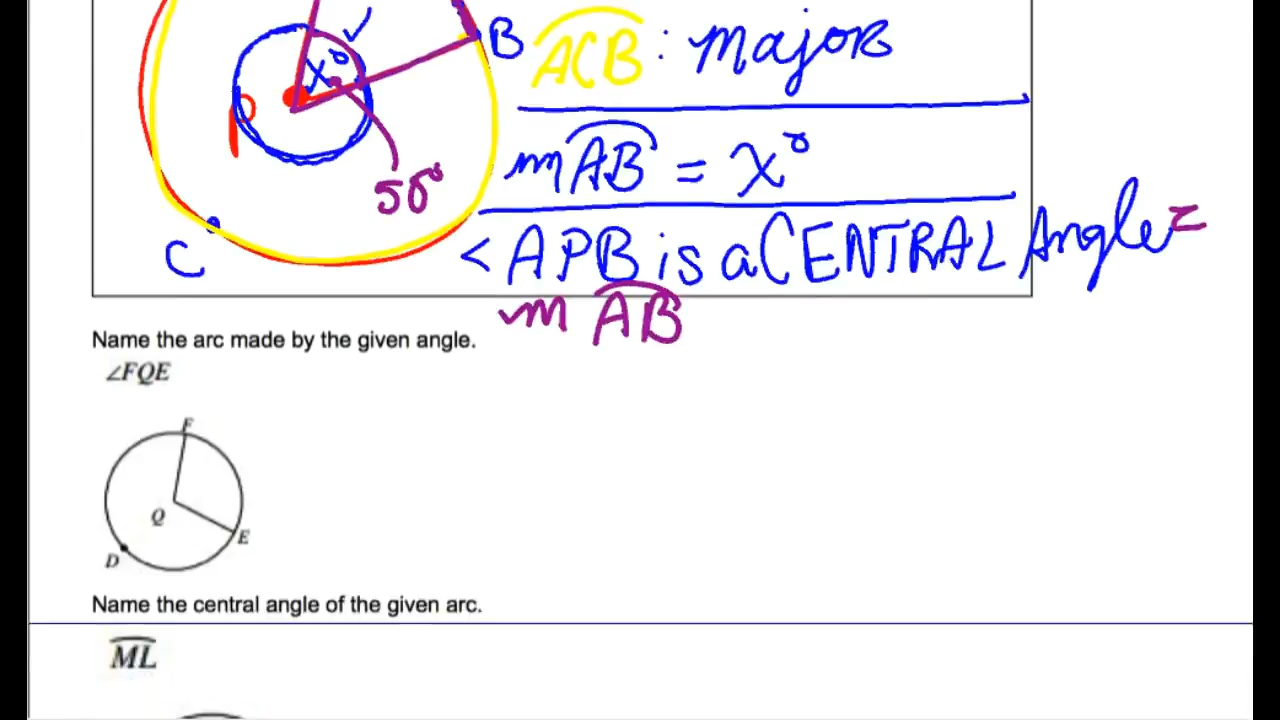 x° ✓ B ACB : Major
P
50° mAB = x°
C <APB is a CENTRAL Angle =
mAB
Name the arc made by the given angle.
∠FQE
F
Q
E
D
Name the central angle of the given arc.
ML